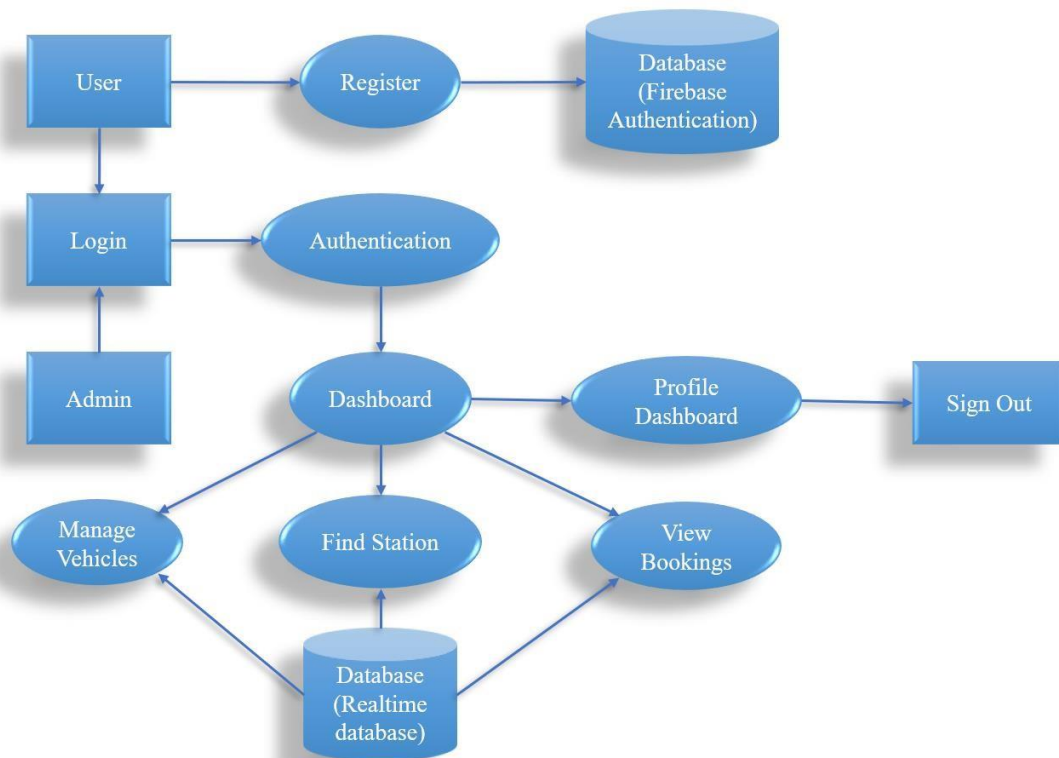 User
Register
Database
(Firebase
Authentication)
Login
Authentication
Admin
Dashboard
Profile
Dashboard
Sign Out
Manage
Vehicles
Find Station
View
Bookings
Database
(Realtime
database)